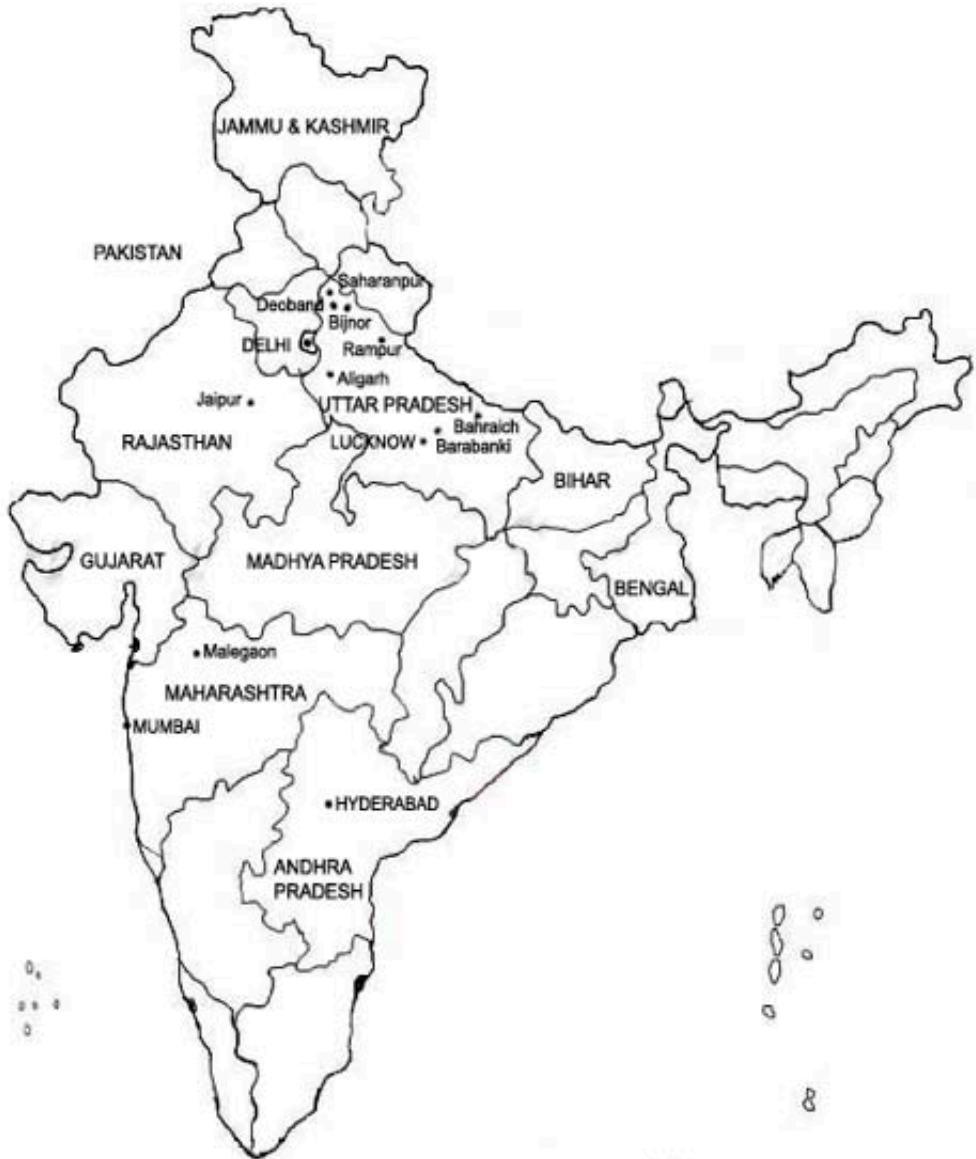 JAMMU & KASHMIR
PAKISTAN
Saharanpur
Deoband
Bijnor
DELHI
Rampur
Aligarh
Jaipur
UTTAR PRADESH
Bahraich
RAJASTHAN
LUCKNOW
Barabanki
BIHAR
GUJARAT
MADHYA PRADESH
BENGAL
Malegaon
MAHARASHTRA
MUMBAI
HYDERABAD
ANDHRA
PRADESH